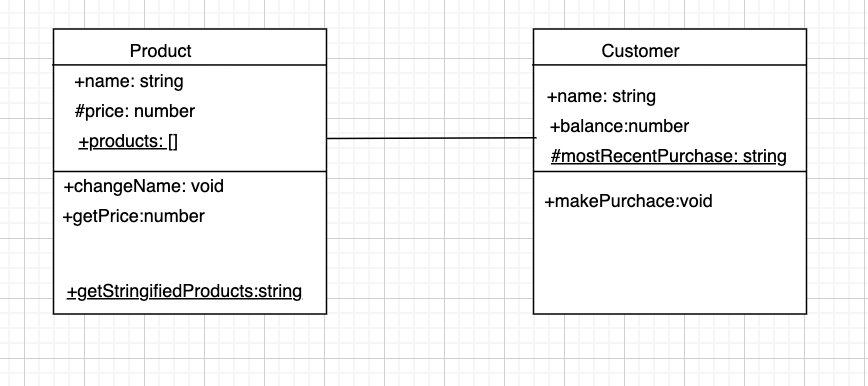 Product
+name: string
#price: number
+products: []
+changeName: void
+getPrice:number
+getStringifiedProducts:string
Customer
+name: string
+balance:number
#mostRecentPurchase: string
+makePurchace:void